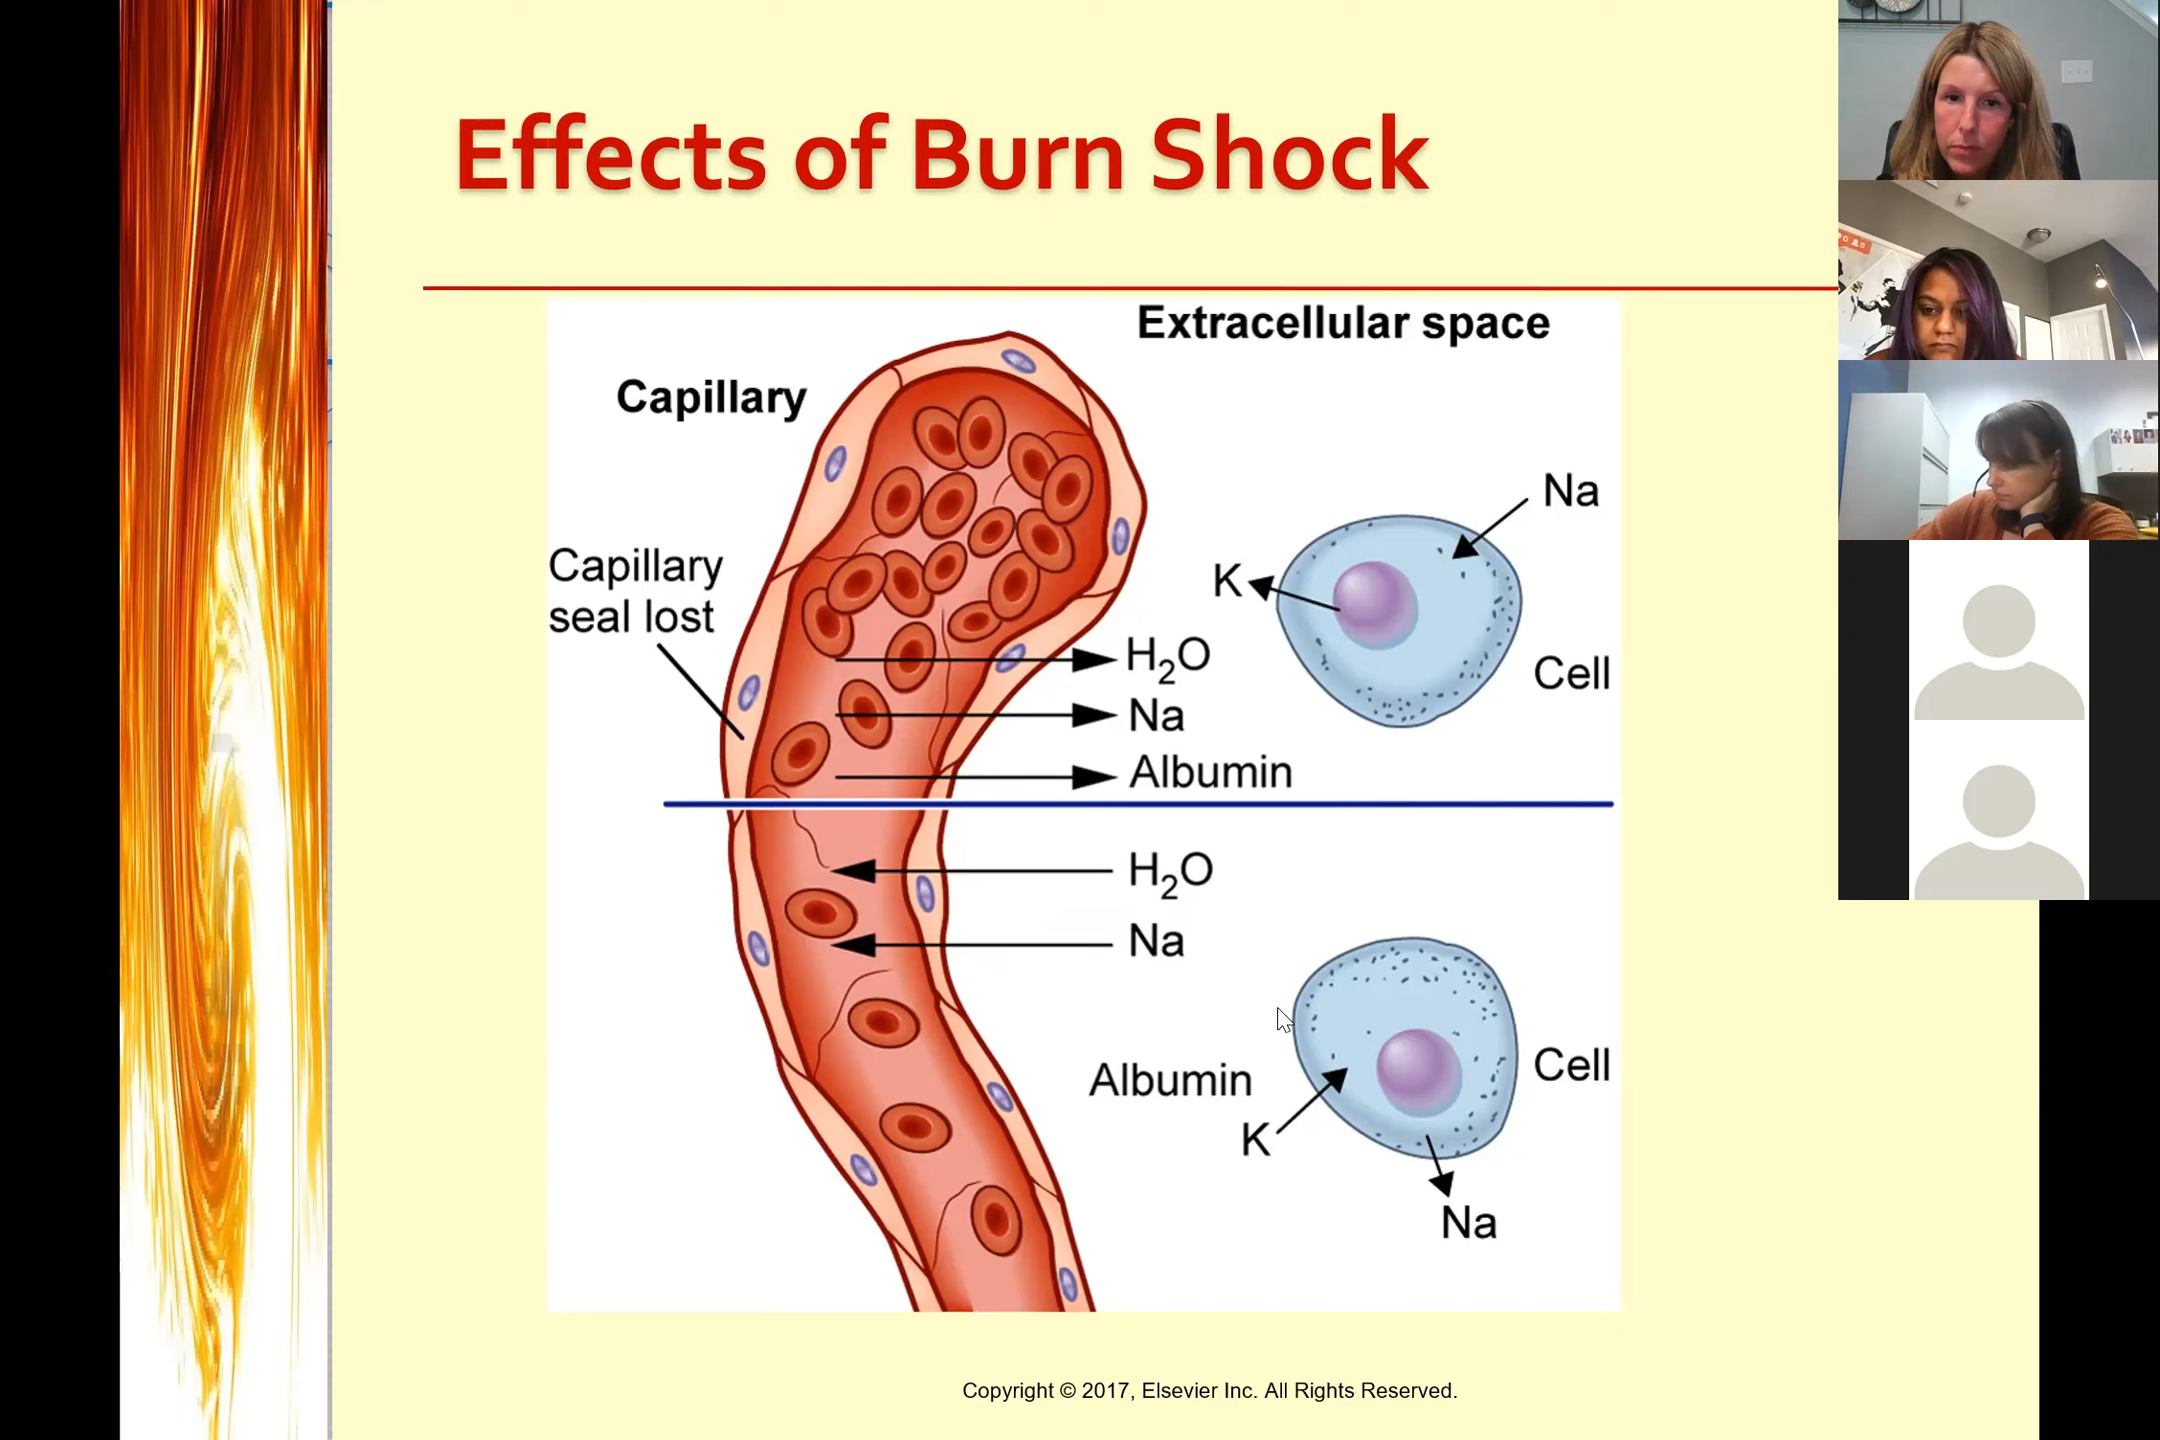 Effects of Burn Shock
Extracellular space
Capillary
Na
Capillary
seal lost
K
H₂O
Cell
Na
Albumin
H₂O
Na
Albumin
Cell
K
Na
Copyright © 2017, Elsevier Inc. All Rights Reserved.